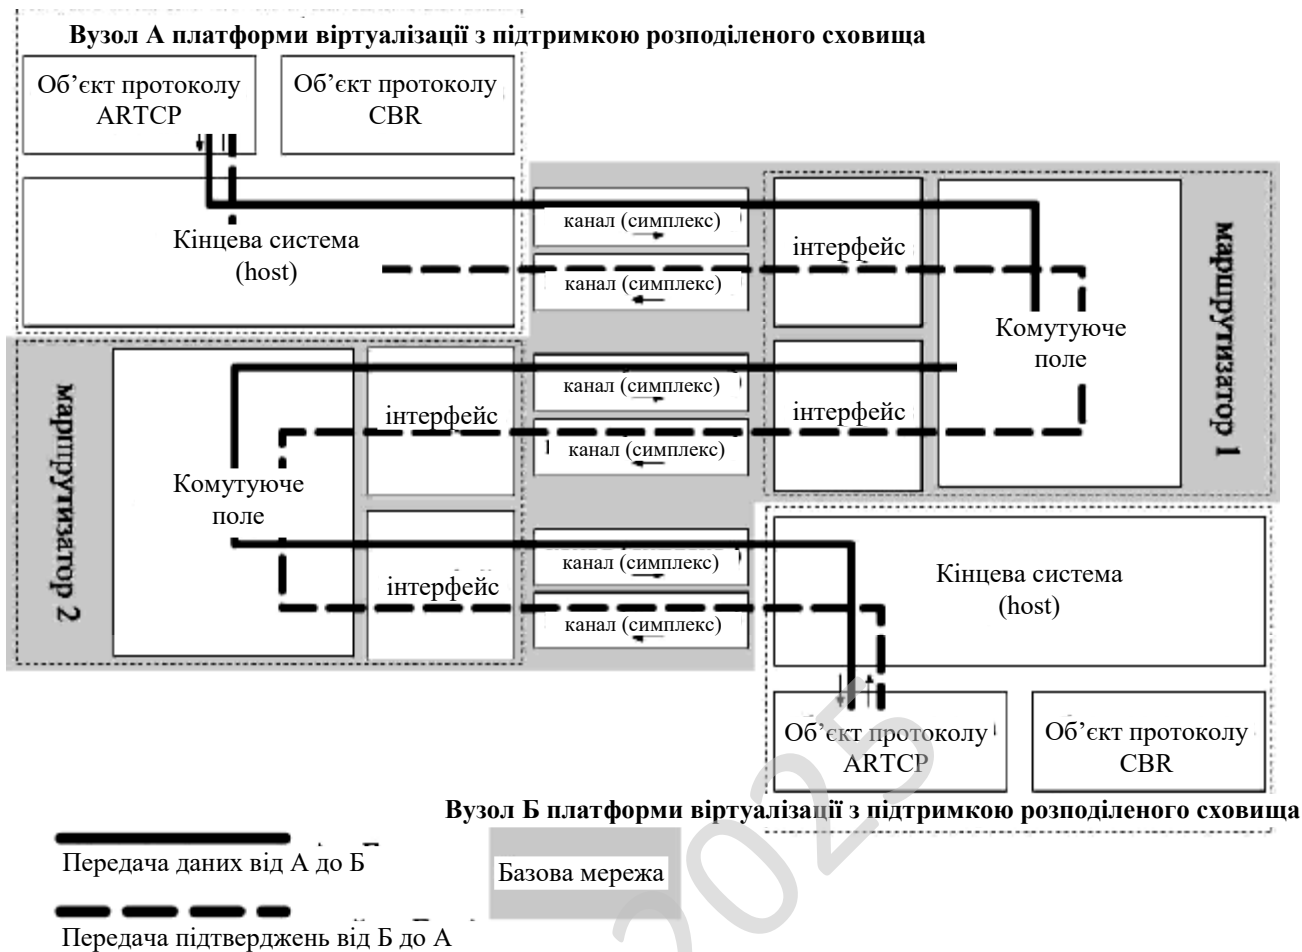 Вузол А платформи віртуалізації з підтримкою розподіленого сховища
Об’єкт протоколу
ARTCP
Об’єкт протоколу
CBR
Кінцева система
(host)
канал (симплекс)
канал (симплекс)
інтерфейс
Комутуюче
поле
маршрутизатор 1
інтерфейс
канал (симплекс)
канал (симплекс)
інтерфейс
Комутуюче
поле
маршрутизатор 2
інтерфейс
канал (симплекс)
канал (симплекс)
Кінцева система
(host)
Об’єкт протоколу
ARTCP
Об’єкт протоколу
CBR
Вузол Б платформи віртуалізації з підтримкою розподіленого сховища
Передача даних від А до Б
Базова мережа
Передача підтверджень від Б до А
2025